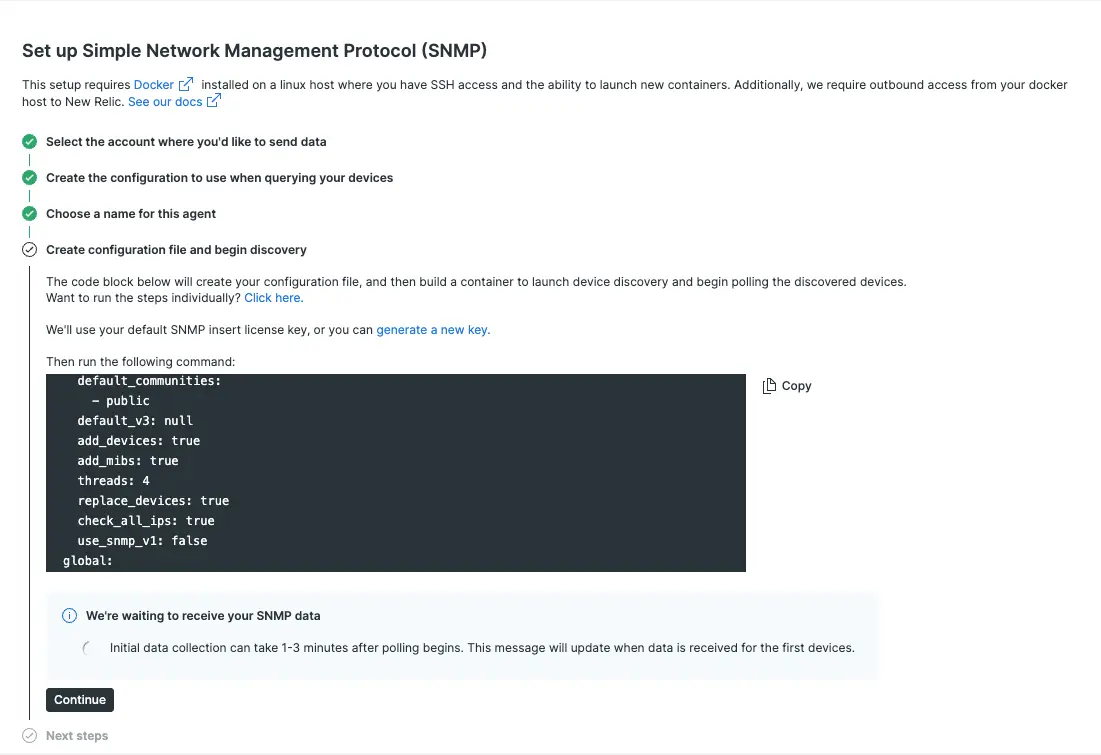 Set up Simple Network Management Protocol (SNMP)
This setup requires Docker installed on a linux host where you have SSH access and the ability to launch new containers. Additionally, we require outbound access from your docker
host to New Relic. See our docs
Select the account where you'd like to send data
Create the configuration to use when querying your devices
Choose a name for this agent
Create configuration file and begin discovery
The code block below will create your configuration file, and then build a container to launch device discovery and begin polling the discovered devices.
Want to run the steps individually? Click here.
We'll use your default SNMP insert license key, or you can generate a new key.
Then run the following command:
default_communities:
- public
default_v3: null
add_devices: true
add_mibs: true
threads: 4
replace_devices: true
check_all_ips: true
use_snmp_v1: false
global:
Copy
We're waiting to receive your SNMP data
Initial data collection can take 1-3 minutes after polling begins. This message will update when data is received for the first devices.
Continue
Next steps